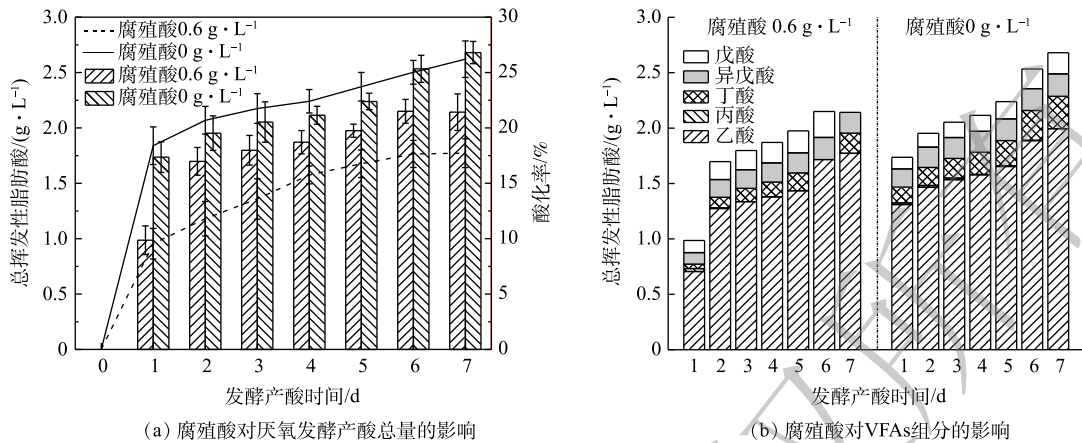 (a)
3.0
2.5
2.0
1.5
1.0
0.5
0
总挥发性脂肪酸/(g · L⁻¹)
腐殖酸0.6 g · L⁻¹
腐殖酸0 g · L⁻¹
腐殖酸0.6 g · L⁻¹
腐殖酸0 g · L⁻¹
30
25
20
15
10
5
0
酸化率/%
0 1 2 3 4 5 6 7
发酵产酸时间/d
(a) 腐殖酸对厌氧发酵产酸总量的影响
(b)
3.0
2.5
2.0
1.5
1.0
0.5
0
总挥发性脂肪酸/(g · L⁻¹)
腐殖酸 0.6 g · L⁻¹ 腐殖酸0 g · L⁻¹
戊酸
异戊酸
丁酸
丙酸
乙酸
1 2 3 4 5 6 7 1 2 3 4 5 6 7
发酵产酸时间/d
(b) 腐殖酸对VFAs组分的影响